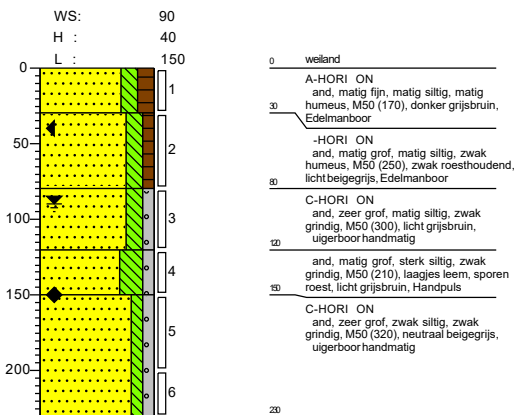 WS: 90
H : 40
L : 150
0
50
100
150
200
1
2
3
4
5
6
0 weiland
A-HORI ON
and, matig fijn, matig siltig, matig
humeus, M50 (170), donker grijsbruin,
Edelmanboor
30
-HORI ON
and, matig grof, matig siltig, zwak
humeus, M50 (250), zwak roesthoudend,
licht beigegrijs, Edelmanboor
80
C-HORI ON
and, zeer grof, matig siltig, zwak
grindig, M50 (300), licht grijsbruin,
uigerboor handmatig
120
and, matig grof, sterk siltig, zwak
grindig, M50 (210), laagjes leem, sporen
roest, licht grijsbruin, Handpuls
150
C-HORI ON
and, zeer grof, zwak siltig, zwak
grindig, M50 (320), neutraal beigegrijs,
uigerboor handmatig
230